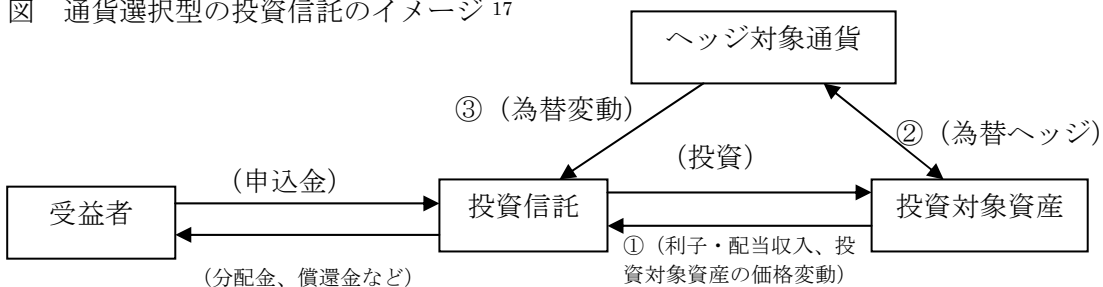 図 通貨選択型の投資信託のイメージ 17
ヘッジ対象通貨
③（為替変動）
②（為替ヘッジ）
（投資）
（申込金）
受益者
投資信託
投資対象資産
①（利子・配当収入、投
資対象資産の価格変動）
（分配金、償還金など）